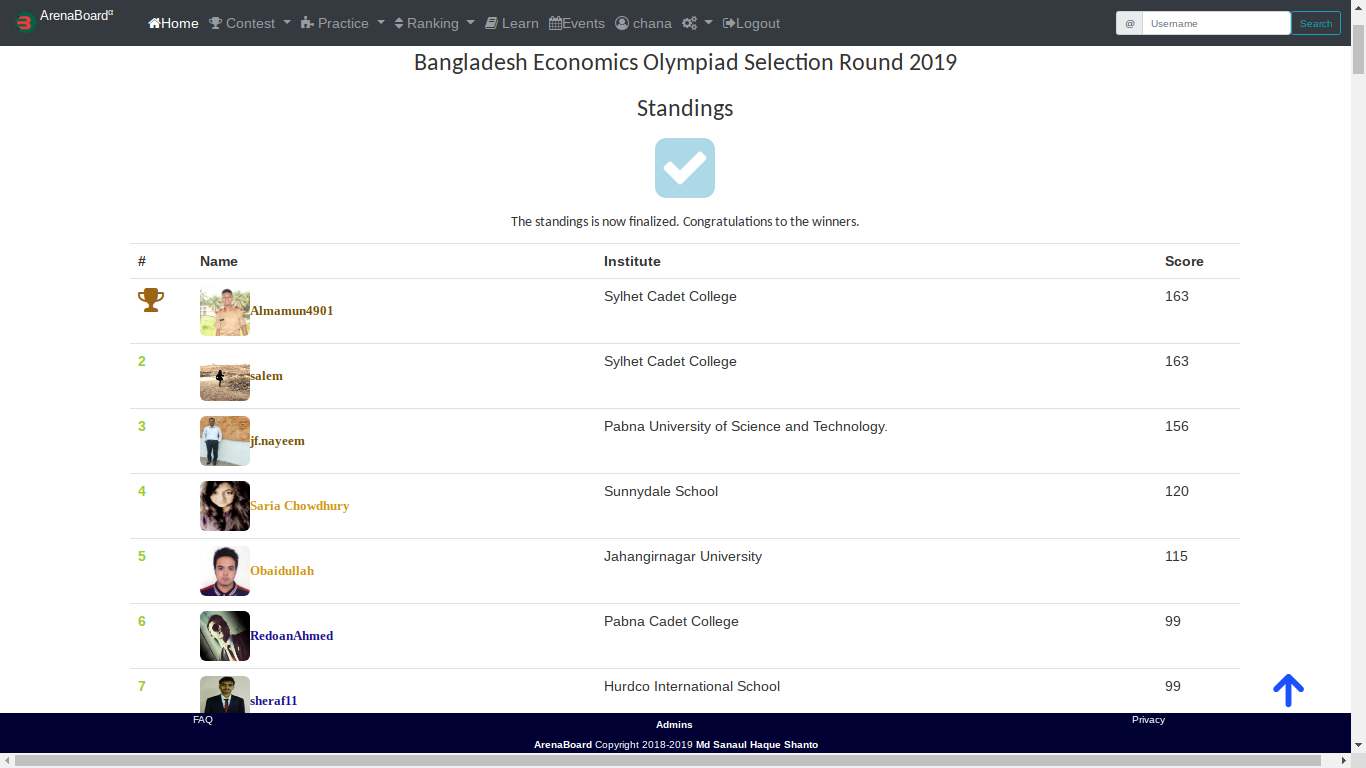 ArenaBoardα Home Contest Practice Ranking Learn Events chana Logout @ Username Search
Bangladesh Economics Olympiad Selection Round 2019
Standings
The standings is now finalized. Congratulations to the winners.
# Name Institute Score
Almamun4901 Sylhet Cadet College 163
2 salem Sylhet Cadet College 163
3 jf.nayeem Pabna University of Science and Technology. 156
4 Saria Chowdhury Sunnydale School 120
5 Obaidullah Jahangirnagar University 115
6 RedoanAhmed Pabna Cadet College 99
7 sheraf11 Hurdco International School 99
FAQ Admins Privacy
ArenaBoard Copyright 2018-2019 Md Sanaul Haque Shanto